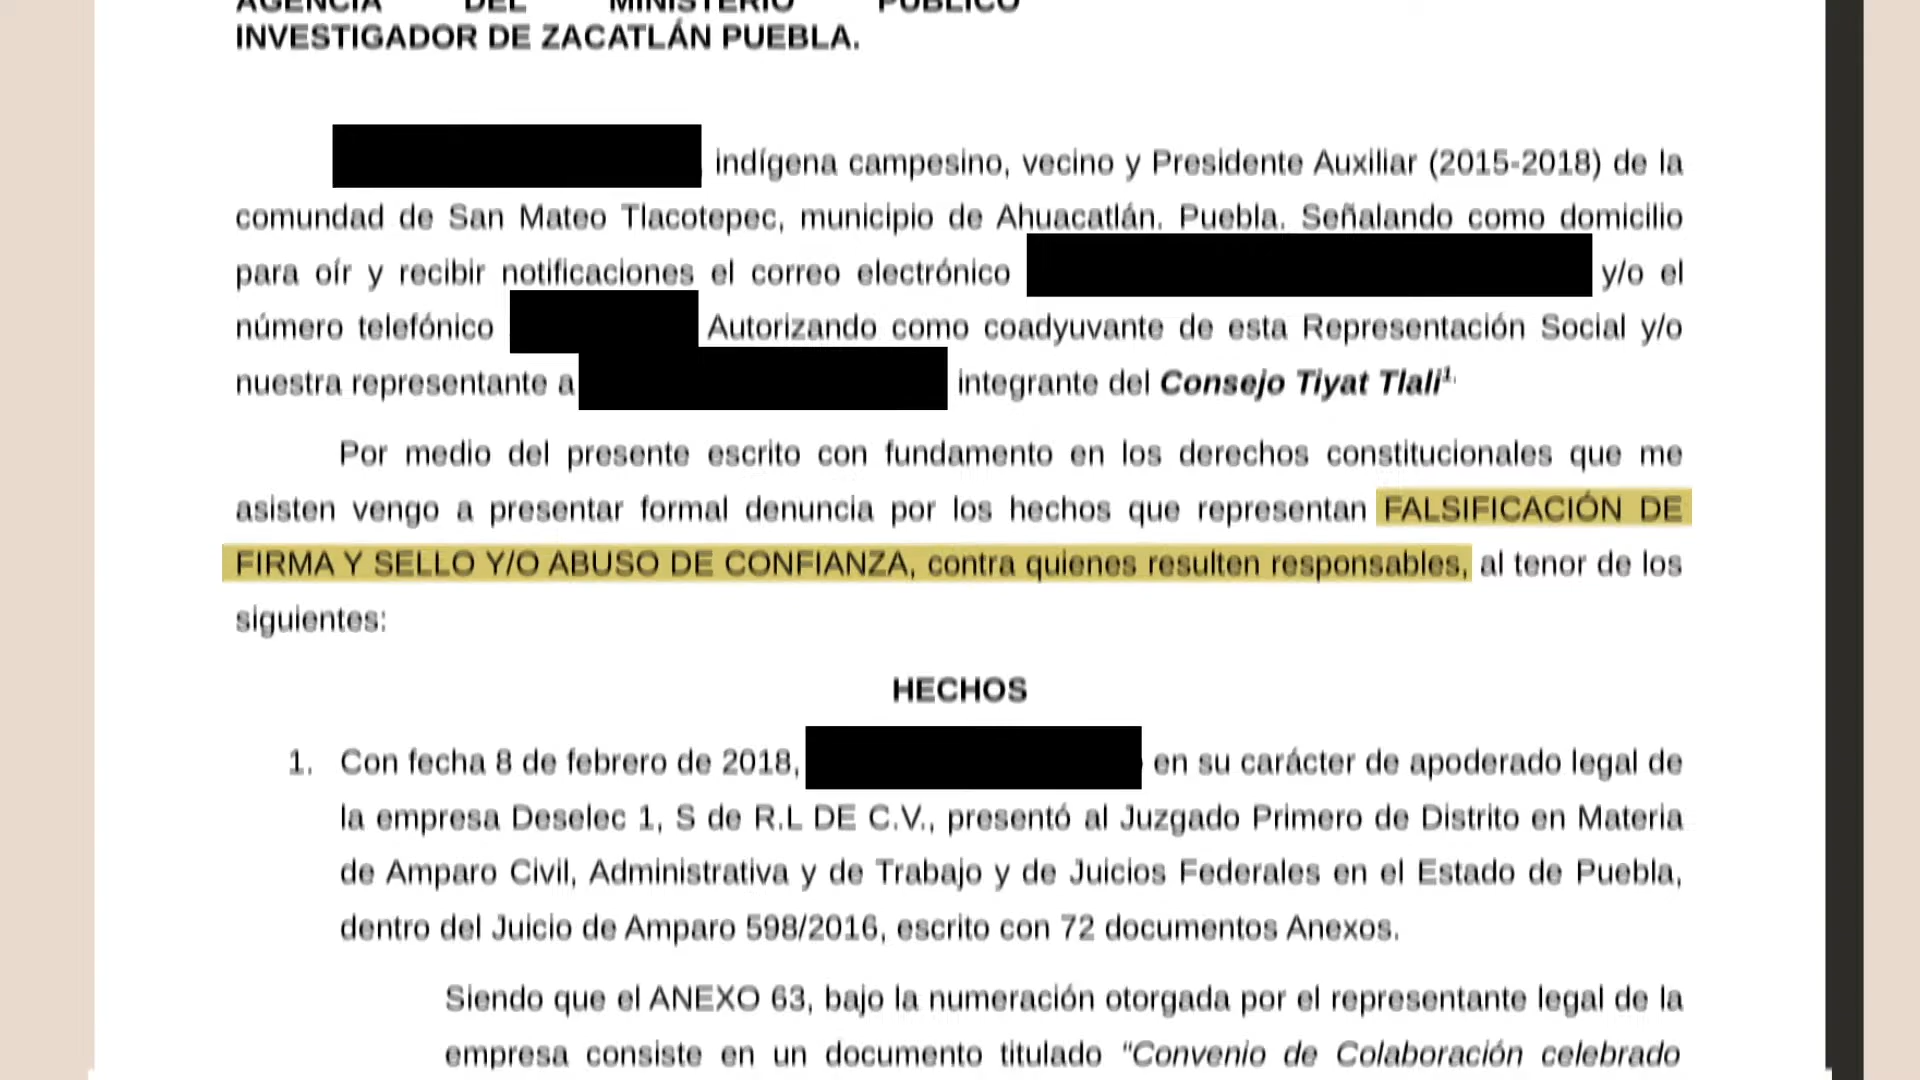 AGENCIA DEL MINISTERIO PÚBLICO
INVESTIGADOR DE ZACATLÁN PUEBLA.
indígena campesino, vecino y Presidente Auxiliar (2015-2018) de la
comundad de San Mateo Tlacotepec, municipio de Ahuacatlán. Puebla. Señalando como domicilio
para oír y recibir notificaciones el correo electrónico y/o el
número telefónico Autorizando como coadyuvante de esta Representación Social y/o
nuestra representante a integrante del Consejo Tiyat Tlali¹.
Por medio del presente escrito con fundamento en los derechos constitucionales que me
asisten vengo a presentar formal denuncia por los hechos que representan FALSIFICACIÓN DE
FIRMA Y SELLO Y/O ABUSO DE CONFIANZA, contra quienes resulten responsables, al tenor de los
siguientes:
HECHOS
1. Con fecha 8 de febrero de 2018, en su carácter de apoderado legal de
la empresa Deselec 1, S de R.L DE C.V., presentó al Juzgado Primero de Distrito en Materia
de Amparo Civil, Administrativa y de Trabajo y de Juicios Federales en el Estado de Puebla,
dentro del Juicio de Amparo 598/2016, escrito con 72 documentos Anexos.
Siendo que el ANEXO 63, bajo la numeración otorgada por el representante legal de la
empresa consiste en un documento titulado "Convenio de Colaboración celebrado